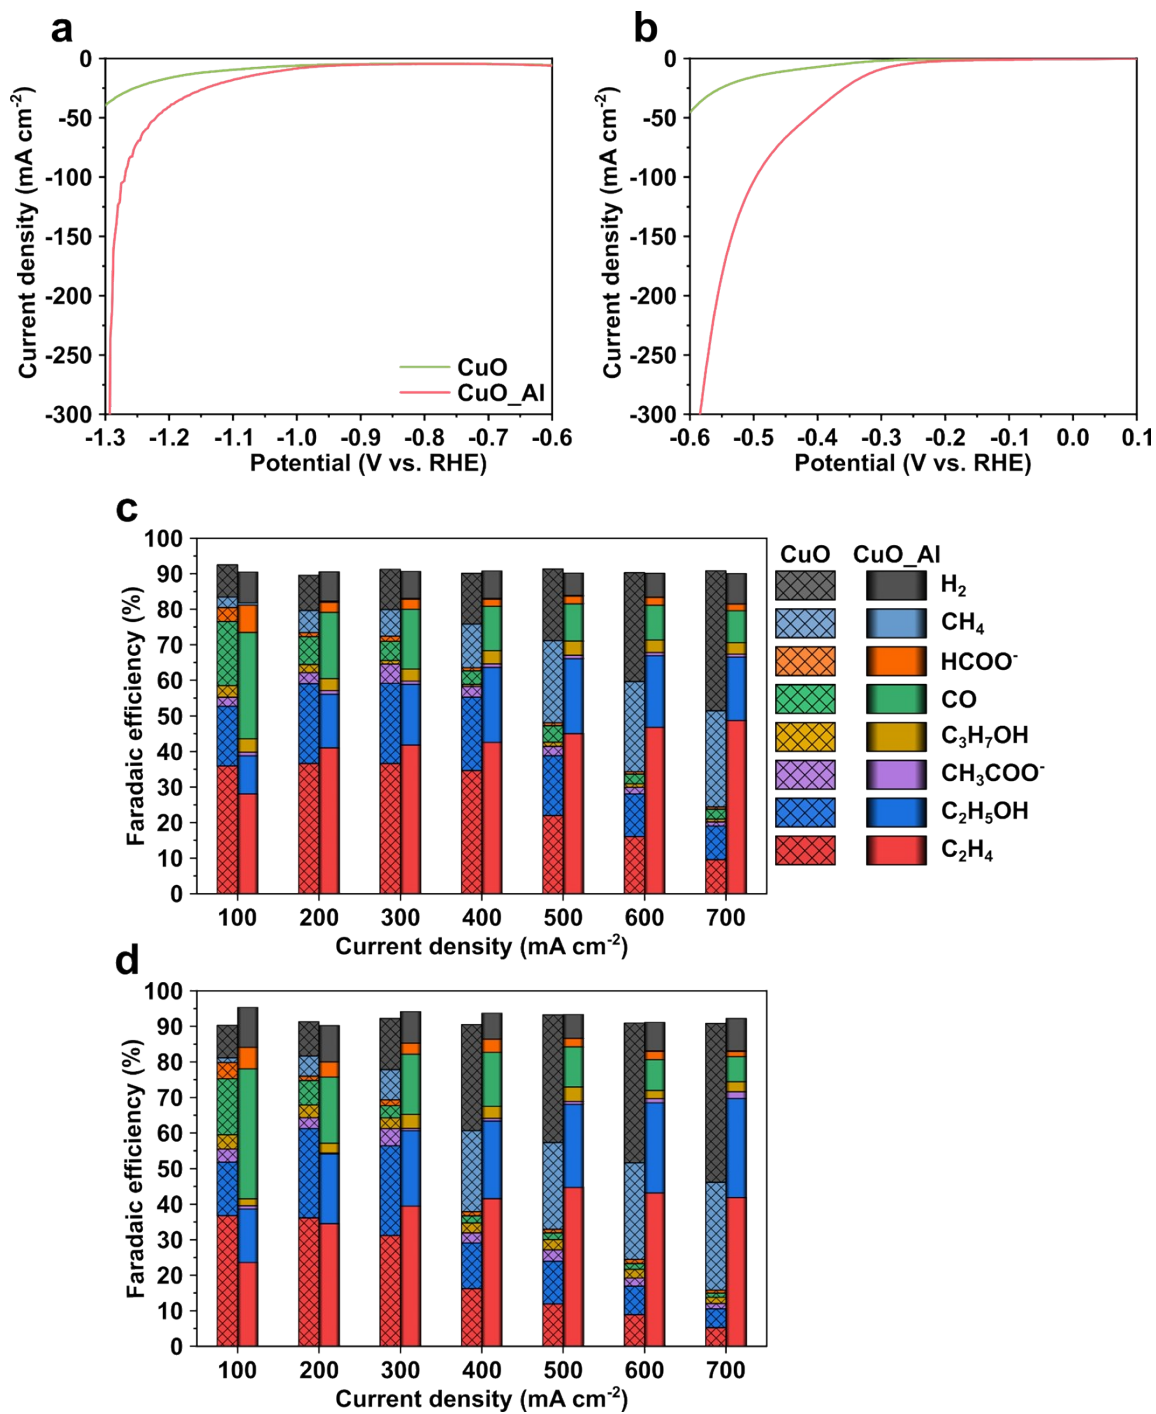 a
0
-50
-100
-150
-200
-250
-300
Current density (mA cm-2)
CuO
CuO_Al
-1.3 -1.2 -1.1 -1.0 -0.9 -0.8 -0.7 -0.6
Potential (V vs. RHE)
b
0
-50
-100
-150
-200
-250
-300
Current density (mA cm-2)
-0.6 -0.5 -0.4 -0.3 -0.2 -0.1 0.0 0.1
Potential (V vs. RHE)
c
100
90
80
70
60
50
40
30
20
10
0
Faradaic efficiency (%)
100 200 300 400 500 600 700
Current density (mA cm-2)
CuO CuO_Al
H2
CH4
HCOO-
CO
C3H7OH
CH3COO-
C2H5OH
C2H4
d
100
90
80
70
60
50
40
30
20
10
0
Faradaic efficiency (%)
100 200 300 400 500 600 700
Current density (mA cm-2)